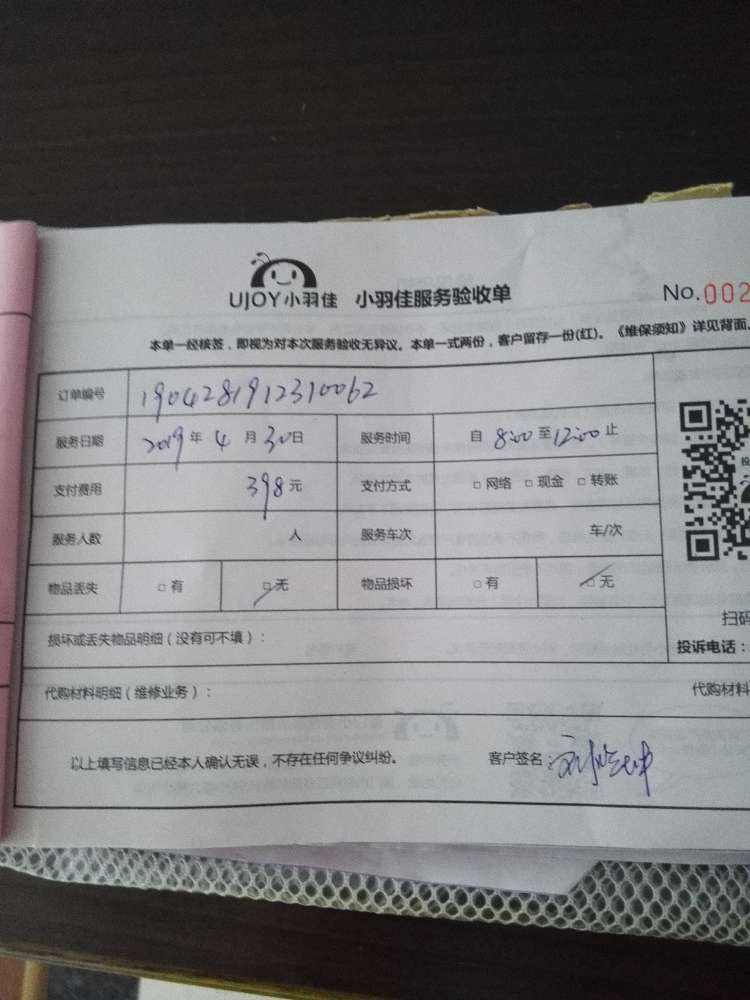 UJOY小羽佳 小羽佳服务验收单 No.002
本单一经核签，即视为对本次服务验收无异议。本单一式两份，客户留存一份(红)。《维保须知》详见背面。
订单编号 1904281912310062
服务日期 2019年4月30日 服务时间 自 8:00 至 12:00 止
支付费用 398元 支付方式 □网络 □现金 □转账
服务人数 人 服务车次 车/次
物品丢失 □有 □无 物品损坏 □有 □无
扫码
损坏或丢失物品明细（没有可不填）： 投诉电话：
代购材料明细（维修业务）： 代购材料
以上填写信息已经本人确认无误，不存在任何争议纠纷。 客户签名：